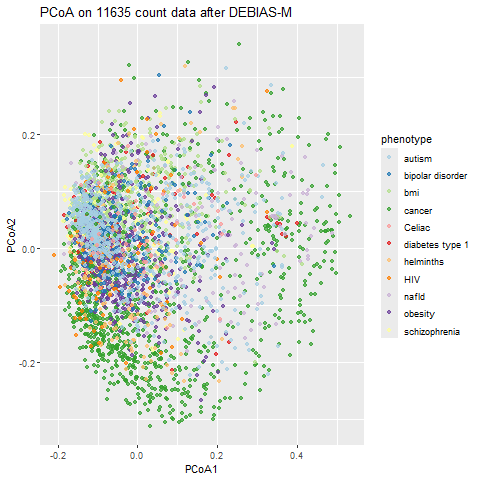 PCoA on 11635 count data after DEBIAS-M
PCoA2
0.2
0.0
-0.2
-0.2
0.0
0.2
0.4
PCoA1
phenotype
autism
bipolar disorder
bmi
cancer
Celiac
diabetes type 1
helminths
HIV
nafld
obesity
schizophrenia